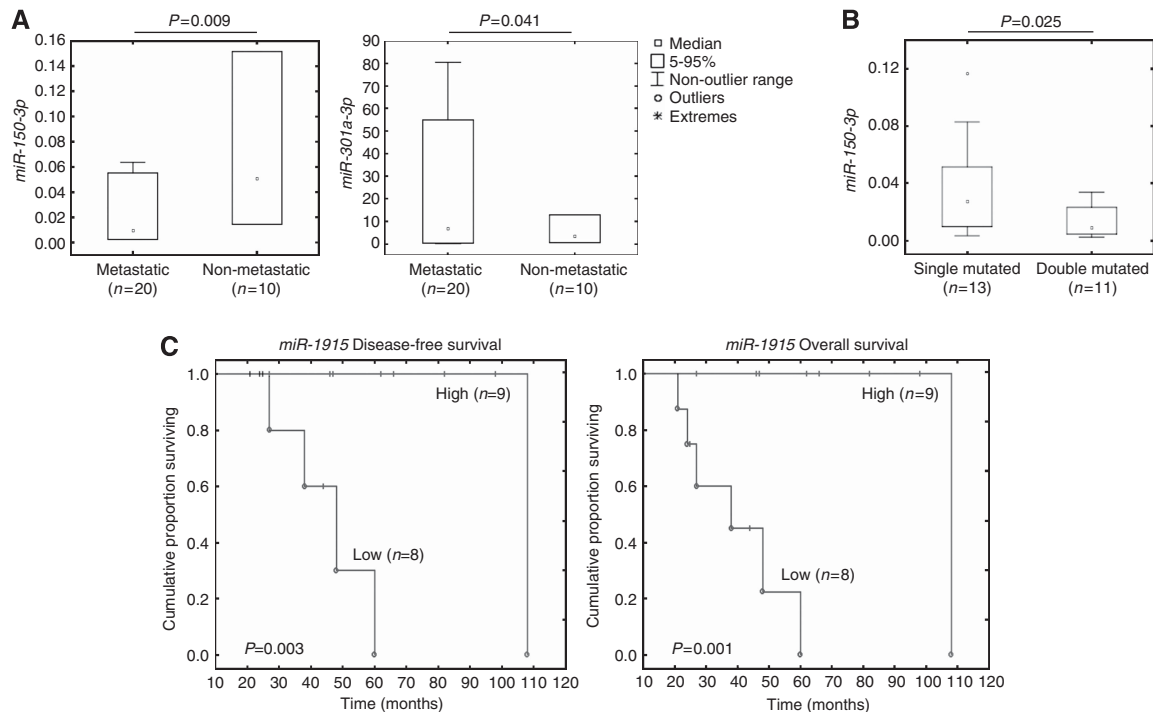 A
P=0.009
0.16
0.14
0.12
0.10
0.08
0.06
0.04
0.02
0.00
miR-150-3p
Metastatic
(n=20)
Non-metastatic
(n=10)
P=0.041
90
80
70
60
50
40
30
20
10
0
miR-301a-3p
Metastatic
(n=20)
Non-metastatic
(n=10)
Median
5-95%
Non-outlier range
Outliers
Extremes
B
P=0.025
0.12
0.08
0.04
0.00
miR-150-3p
Single mutated
(n=13)
Double mutated
(n=11)
C
miR-1915 Disease-free survival
1.0
0.8
0.6
0.4
0.2
0.0
Cumulative proportion surviving
High (n=9)
Low (n=8)
P=0.003
10 20 30 40 50 60 70 80 90 100 110 120
Time (months)
miR-1915 Overall survival
1.0
0.8
0.6
0.4
0.2
0.0
Cumulative proportion surviving
High (n=9)
Low (n=8)
P=0.001
10 20 30 40 50 60 70 80 90 100 110 120
Time (months)